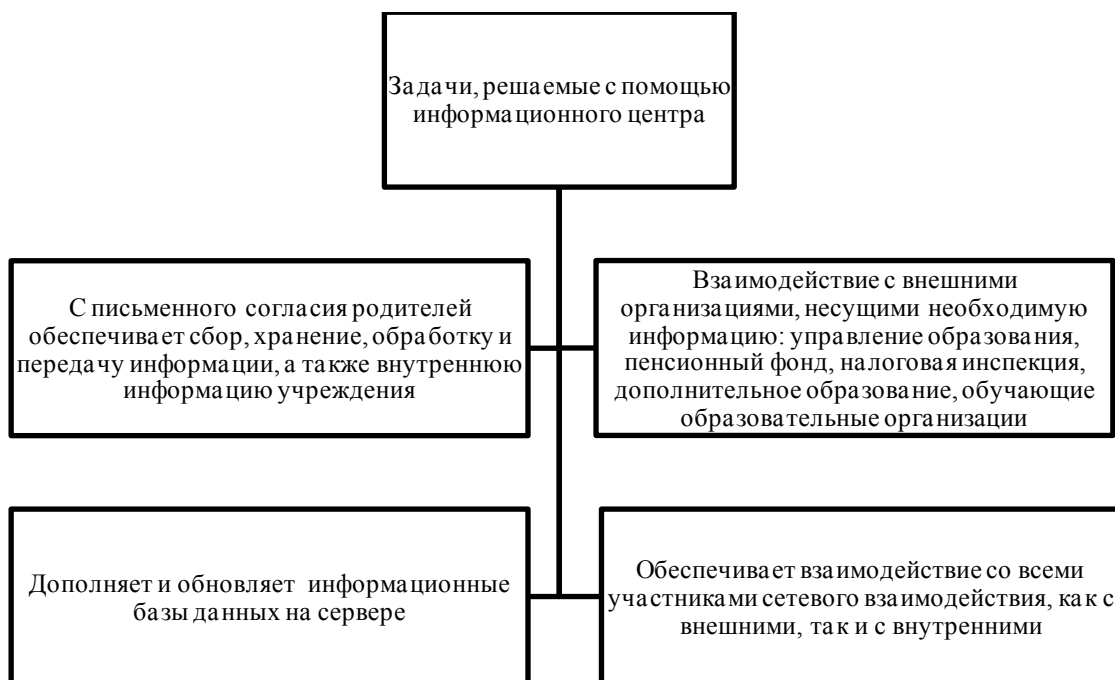 Задачи, решаемые с помощью
информационного центра
С письменного согласия родителей
обеспечивает сбор, хранение, обработку и
передачу информации, а также внутреннюю
информацию учреждения
Взаимодействие с внешними
организациями, несущими необходимую
информацию: управление образования,
пенсионный фонд, налоговая инспекция,
дополнительное образование, обучающие
образовательные организации
Дополняет и обновляет информационные
базы данных на сервере
Обеспечивает взаимодействие со всеми
участниками сетевого взаимодействия, как с
внешними, так и с внутренними